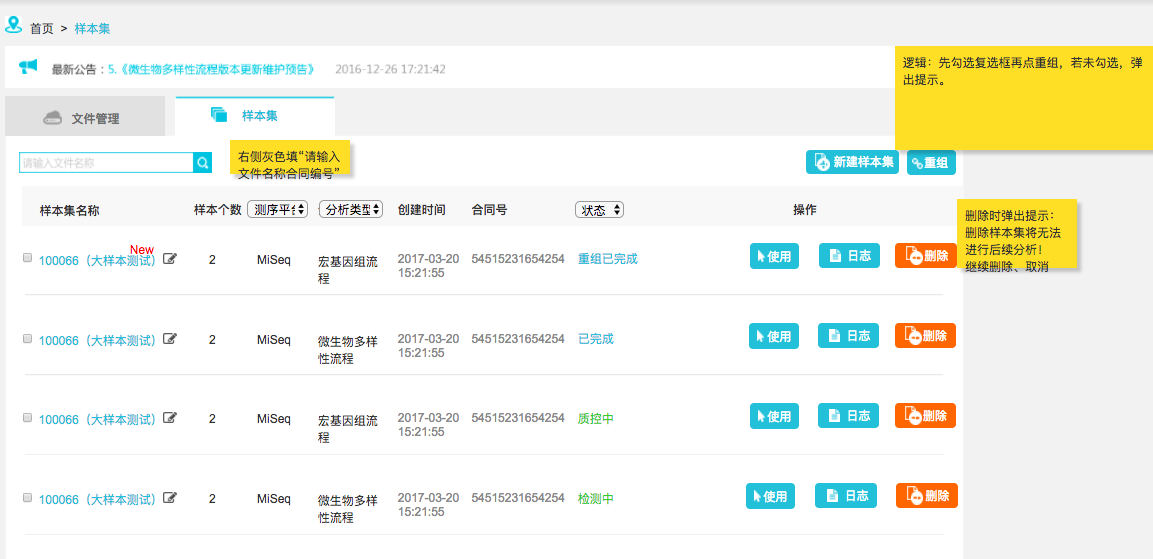 首页 > 样本集
最新公告：5.《微生物多样性流程版本更新维护预告》 2016-12-26 17:21:42
逻辑：先勾选复选框再点重组，若未勾选，弹
出提示。
文件管理
样本集
请输入文件名称
右侧灰色填“请输入
文件名称合同编号”
新建样本集
重组
样本集名称 样本个数 测序平台 分析类型 创建时间 合同号 状态 操作
删除时弹出提示：
删除样本集将无法
进行后续分析！
继续删除、取消
New
100066（大样本测试） 2 MiSeq 宏基因组流
程 2017-03-20
15:21:55 54515231654254 重组已完成 使用 日志 删除
100066（大样本测试） 2 MiSeq 微生物多样
性流程 2017-03-20
15:21:55 54515231654254 已完成 使用 日志 删除
100066（大样本测试） 2 MiSeq 宏基因组流
程 2017-03-20
15:21:55 54515231654254 质控中 使用 日志 删除
100066（大样本测试） 2 MiSeq 微生物多样
性流程 2017-03-20
15:21:55 54515231654254 检测中 使用 日志 删除